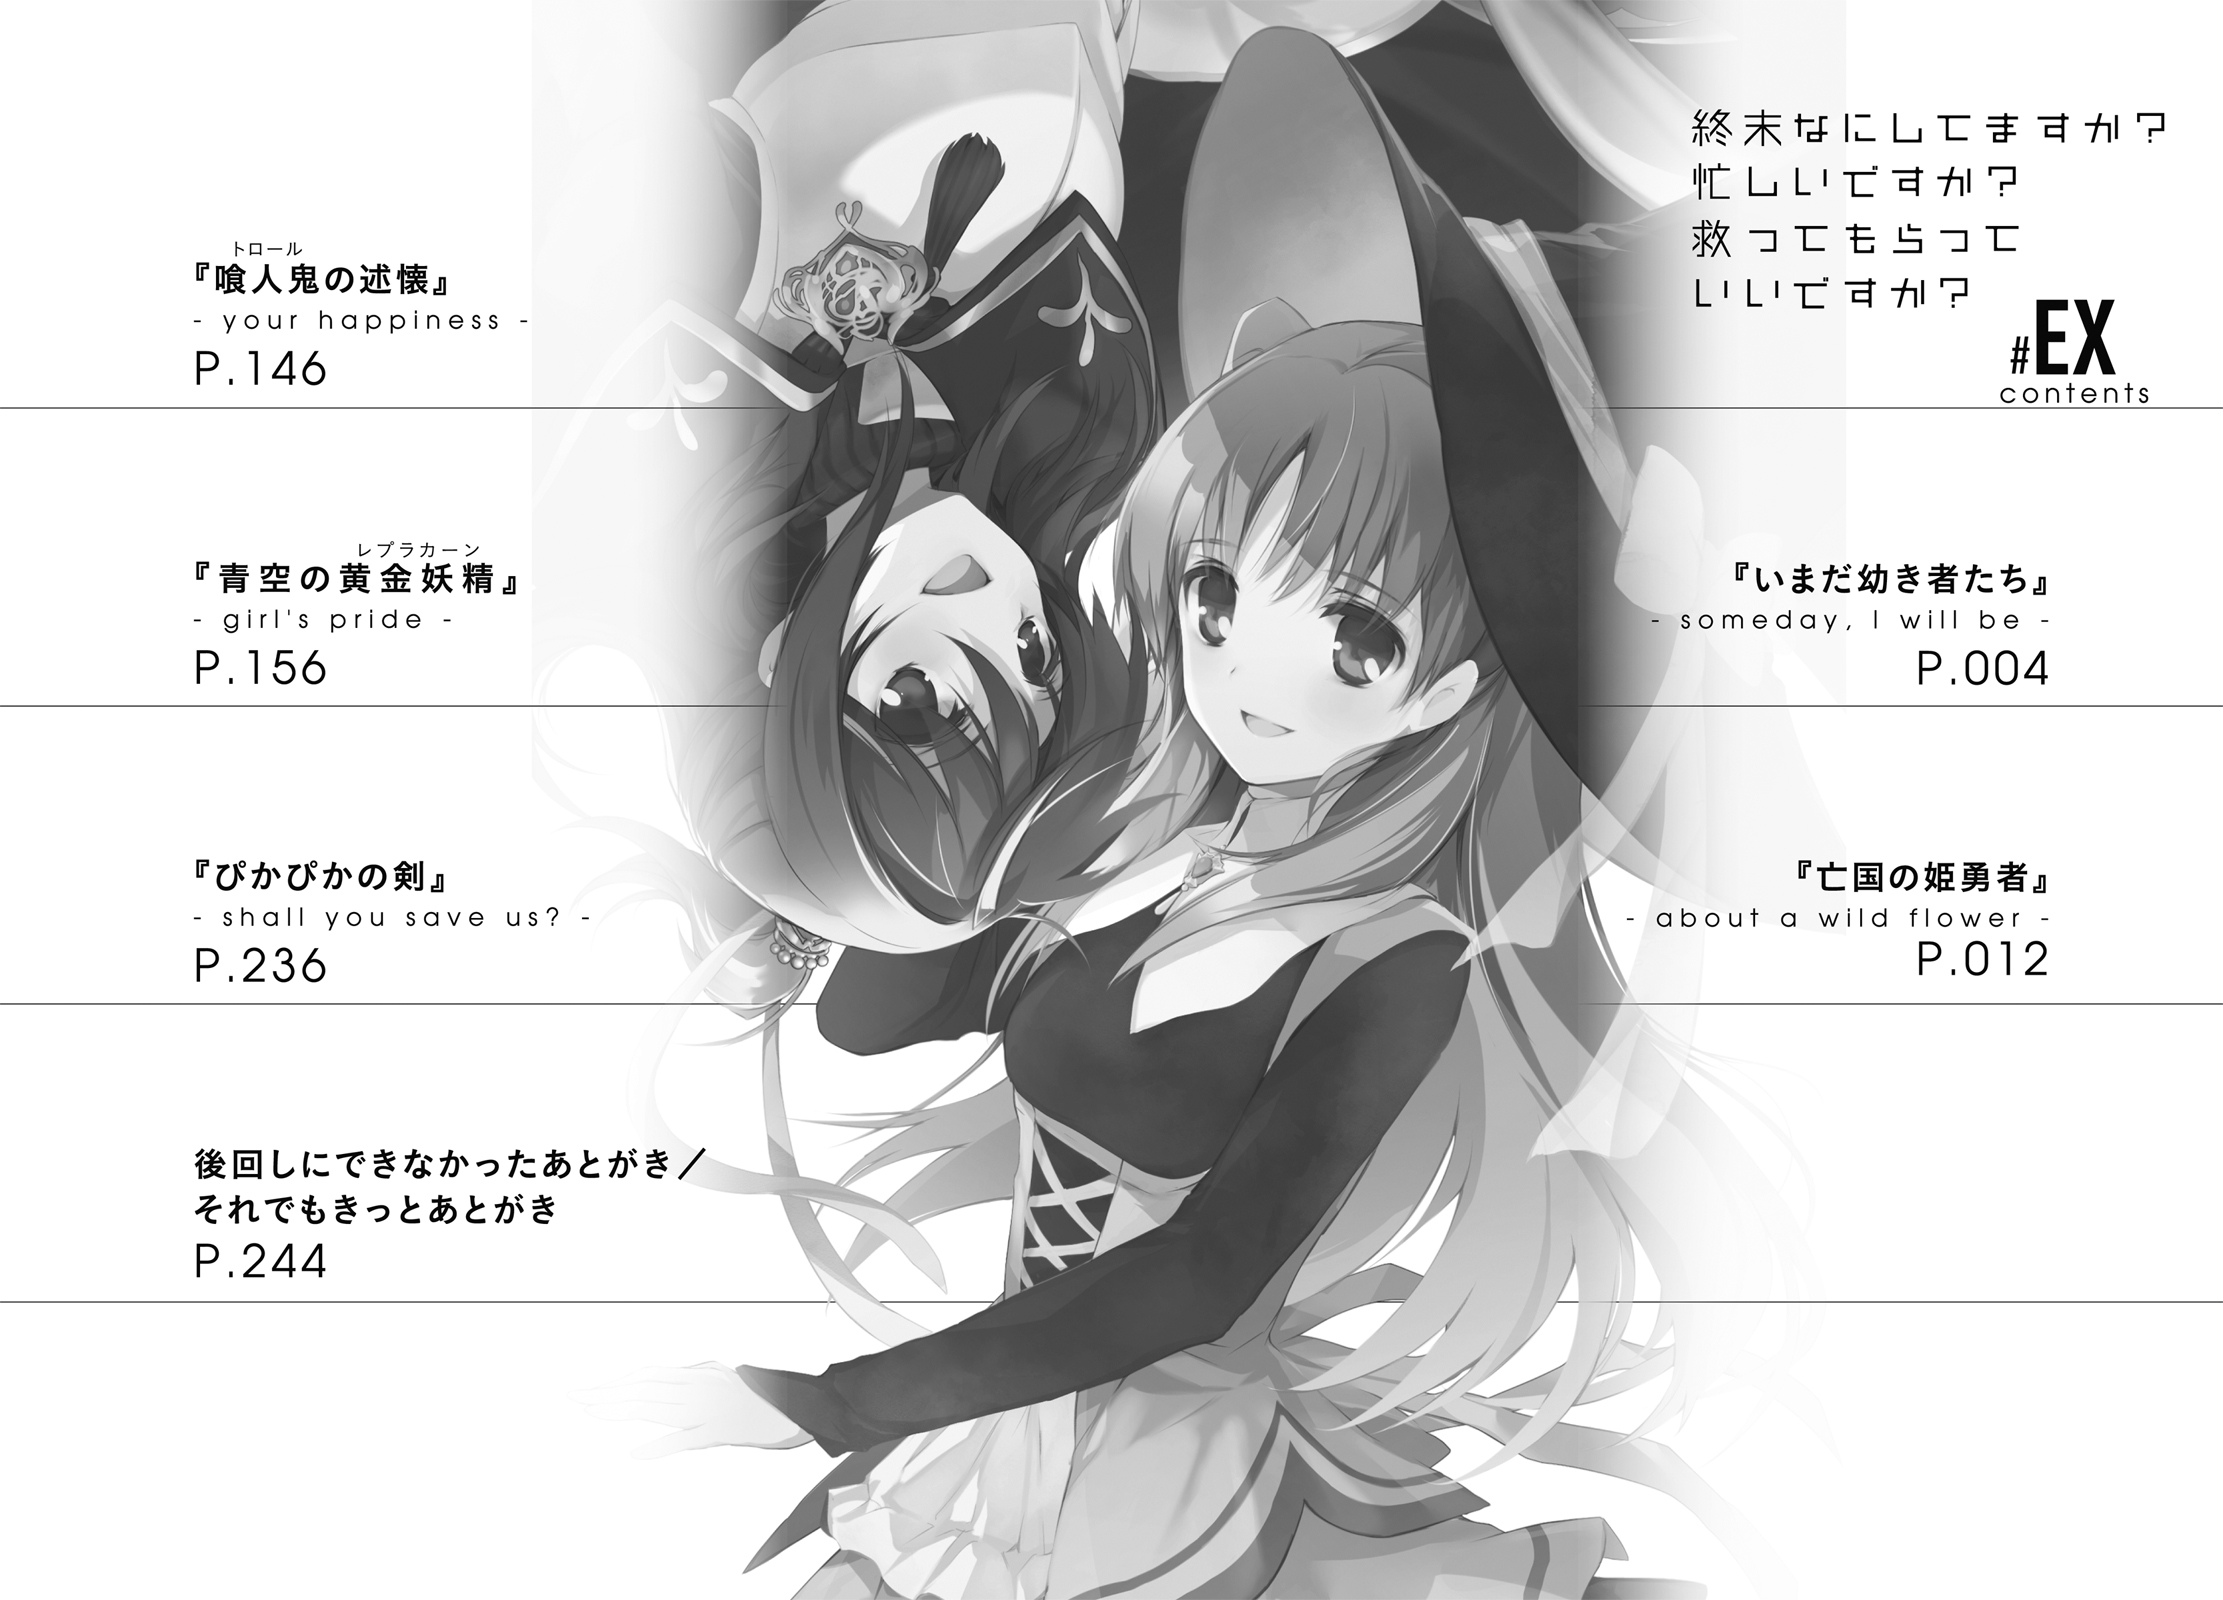 終末なにしてますか?
忙しいですか?
救ってもらって
いいですか?
#EX
contents
『いまだ幼き者たち』
- someday, I will be -
P.004
『亡国の姫勇者』
- about a wild flower -
P.012
トロール
『喰人鬼の述懐』
- your happiness -
P.146
レプラカーン
『青空の黄金妖精』
- girl's pride -
P.156
『ぴかぴかの剣』
- shall you save us? -
P.236
後回しにできなかったあとがき/
それでもきっとあとがき
P.244